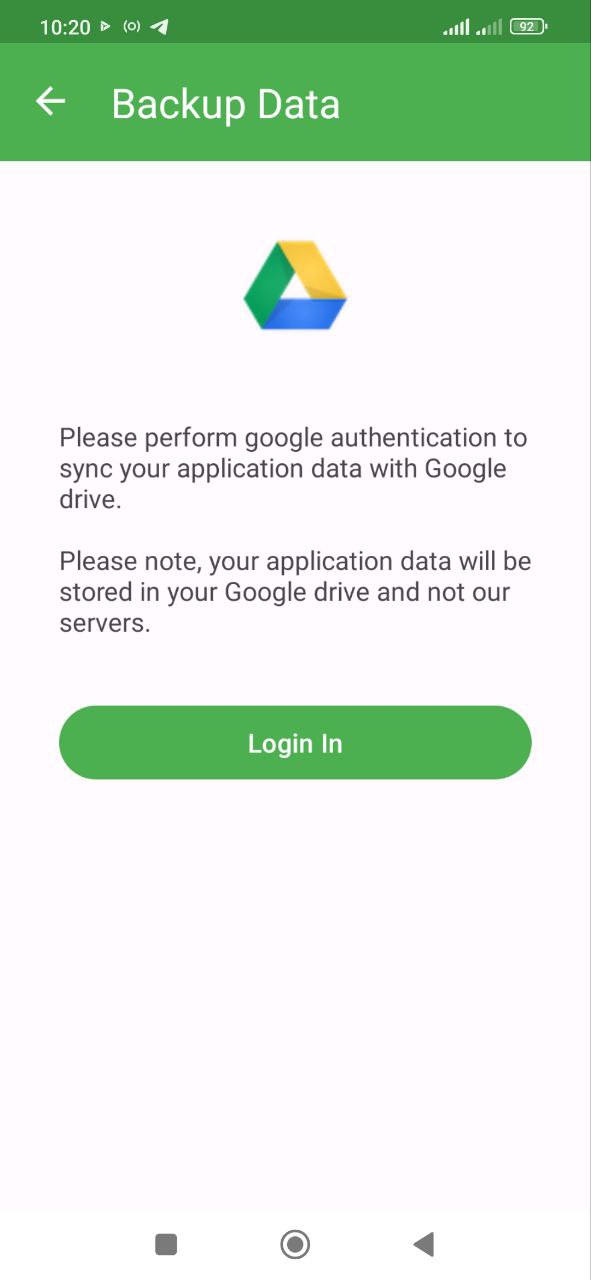 10:20
92
Backup Data
Please perform google authentication to
sync your application data with Google
drive.
Please note, your application data will be
stored in your Google drive and not our
servers.
Login In